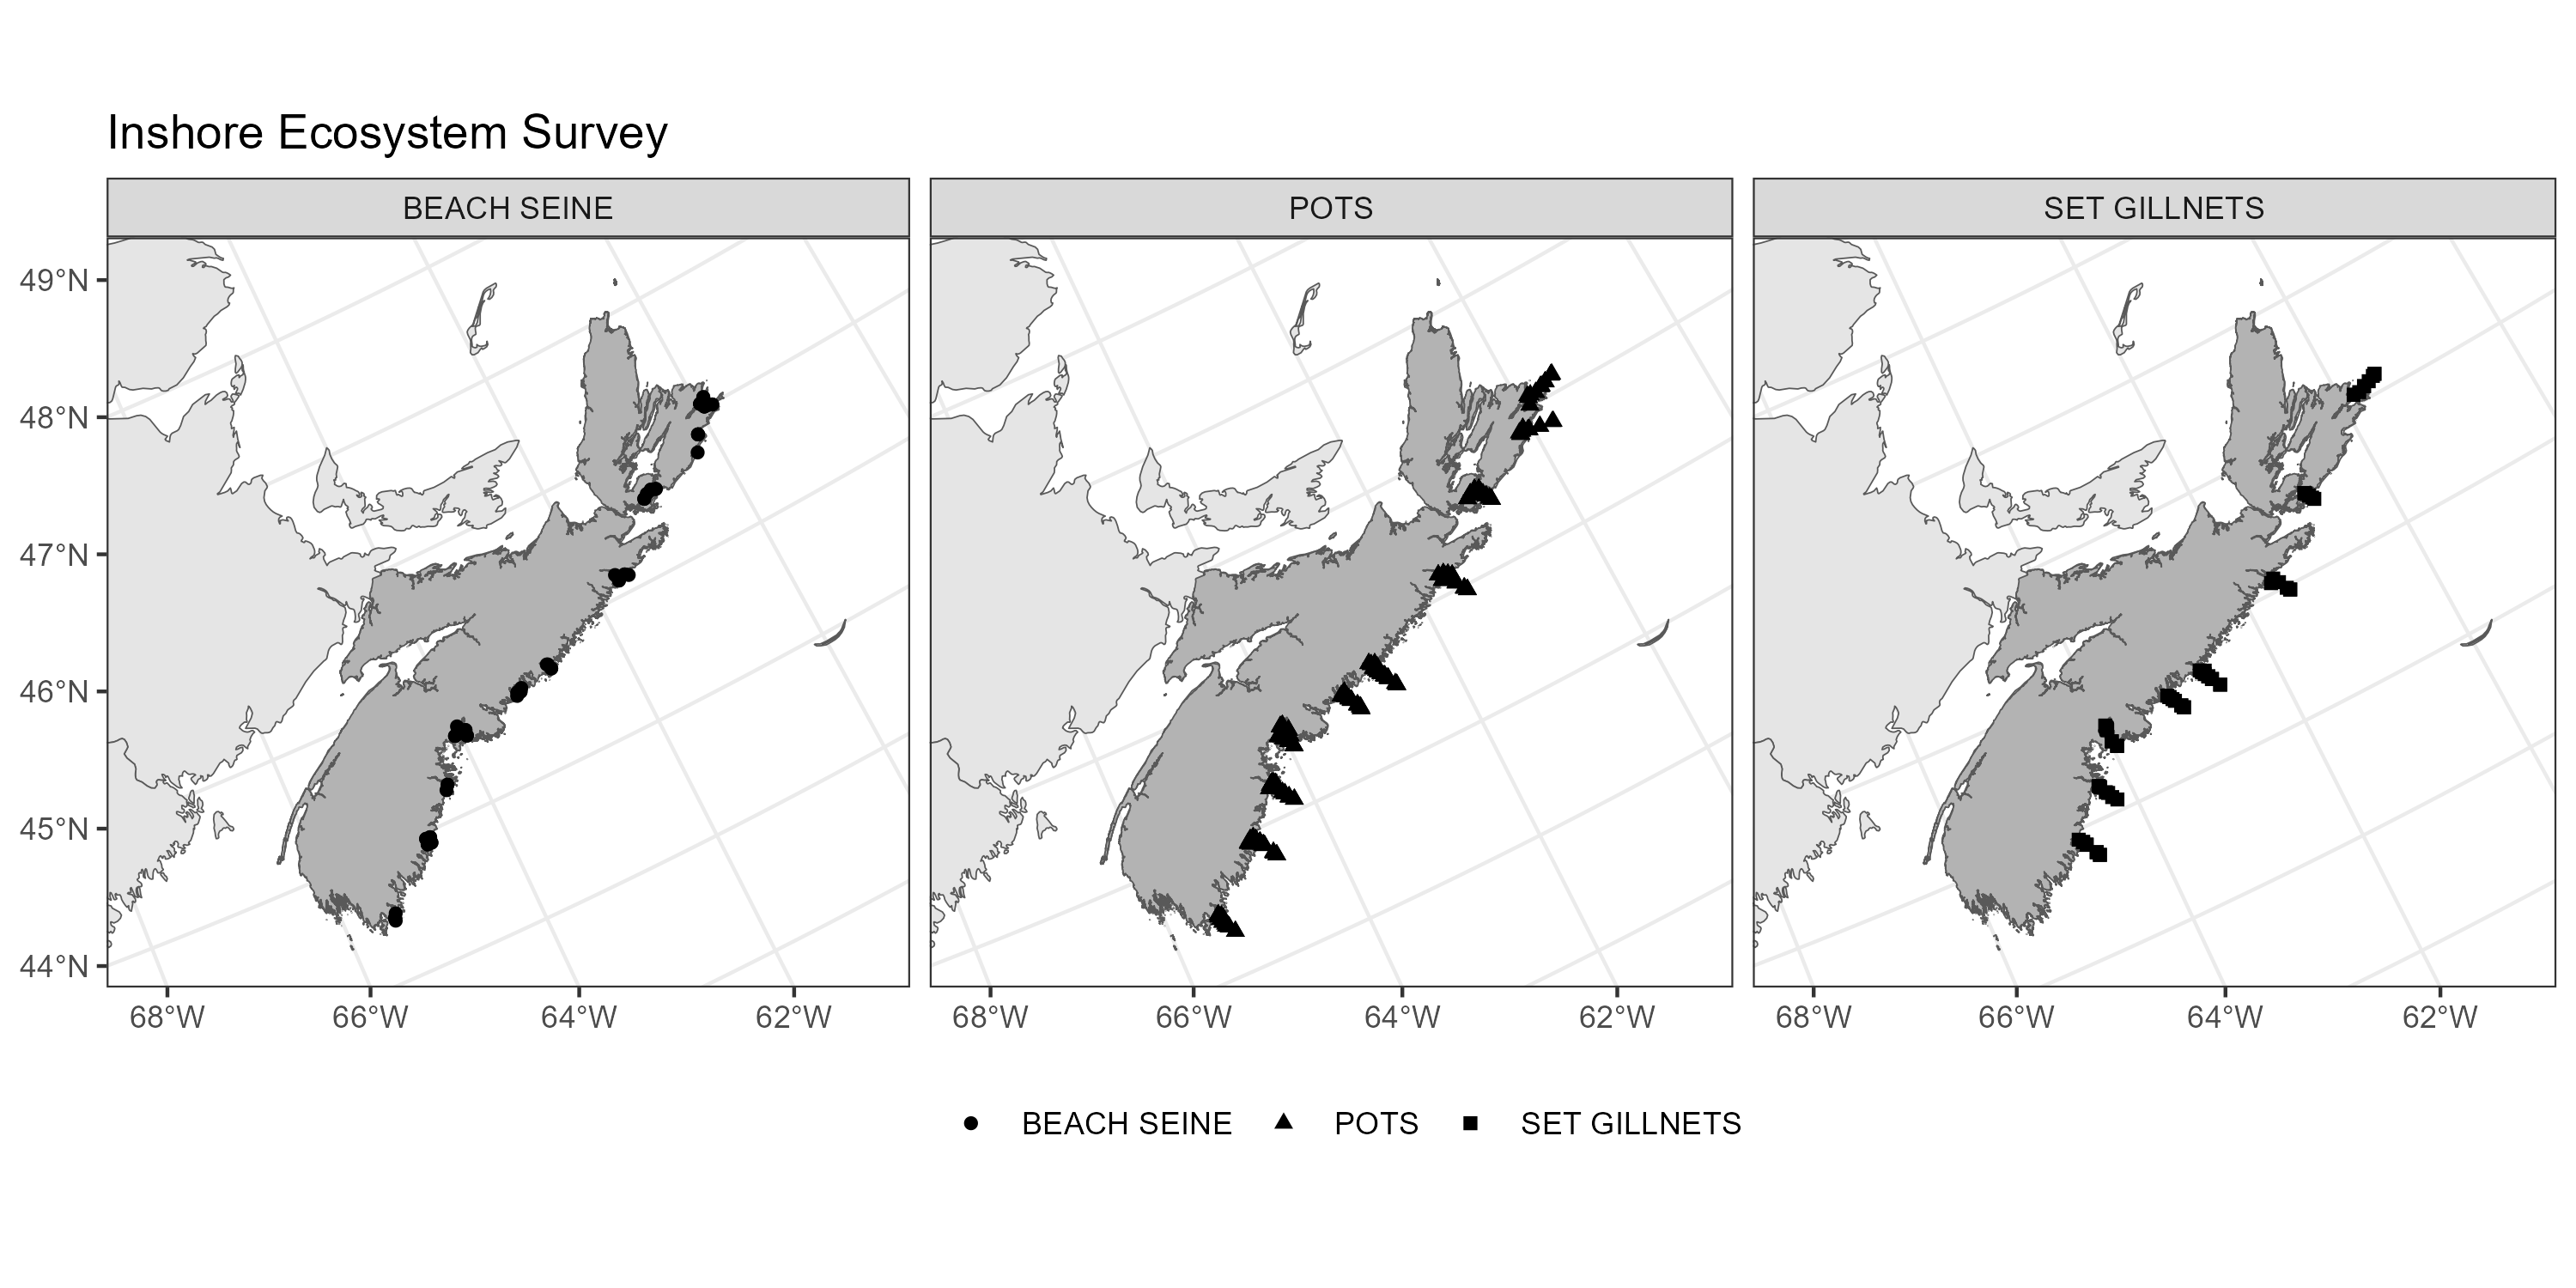 Inshore Ecosystem Survey
BEACH SEINE
POTS
SET GILLNETS
49°N
48°N
47°N
46°N
45°N
44°N
68°W 66°W 64°W 62°W
68°W 66°W 64°W 62°W
68°W 66°W 64°W 62°W
BEACH SEINE POTS SET GILLNETS